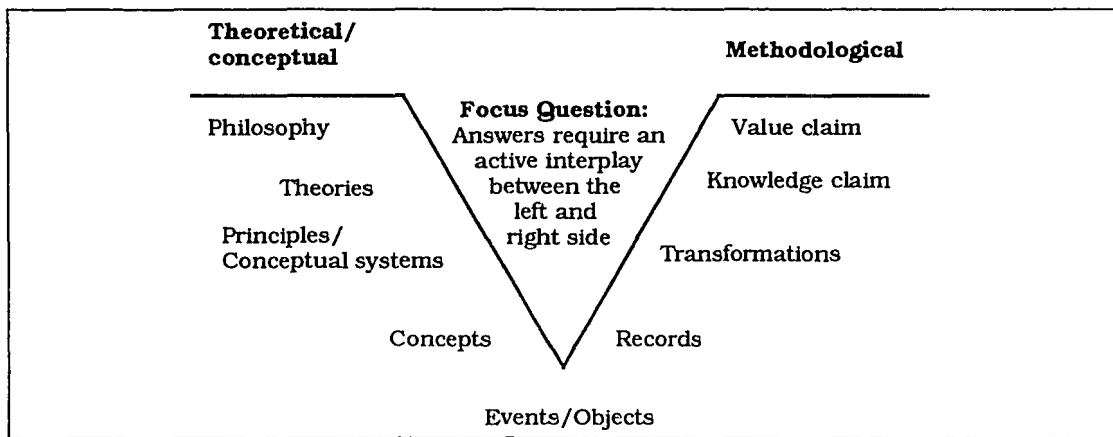 Theoretical/
conceptual
Methodological
Focus Question:
Answers require an
active interplay
between the
left and
right side
Philosophy
Theories
Principles/
Conceptual systems
Concepts
Value claim
Knowledge claim
Transformations
Records
Events/Objects